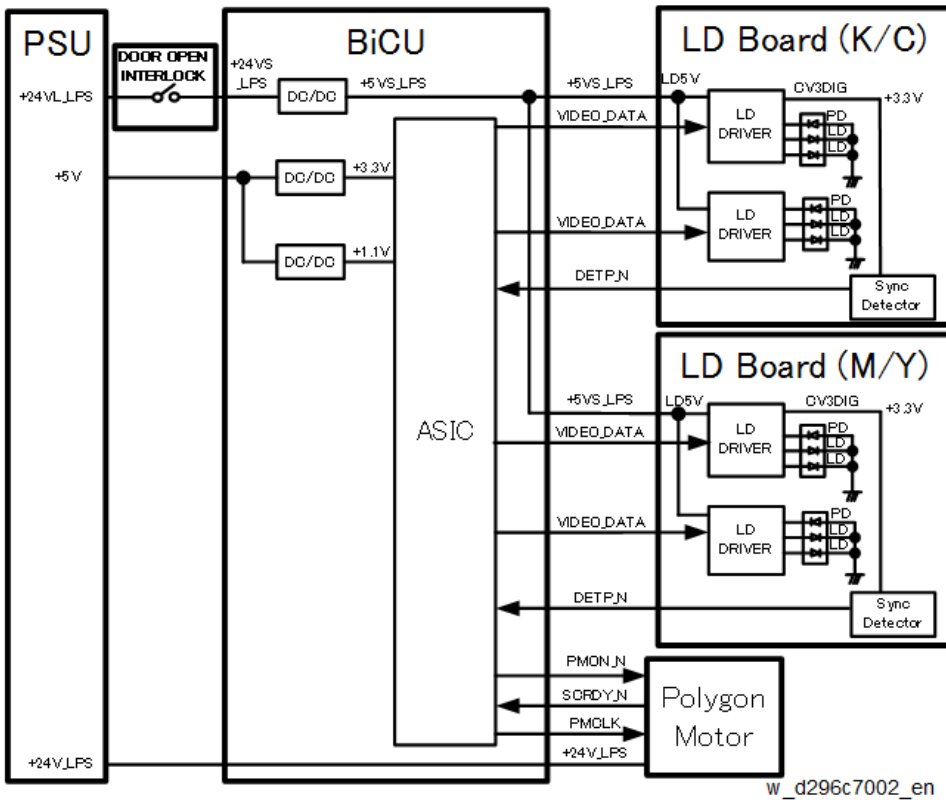 PSU
BiCU
LD Board (K/C)
DOOR OPEN
INTERLOCK
+24VL_LPS
+24VS
_LPS
DC/DC
+5VS_LPS
+5VS_LPS
LD5V
CV3DIG
+3.3V
VIDEO_DATA
LD
DRIVER
PD
LD
LD
+5V
DC/DC
+3.3V
VIDEO_DATA
LD
DRIVER
PD
LD
LD
DC/DC
+1.1V
DETP_N
Sync
Detector
LD Board (M/Y)
+5VS_LPS
LD5V
CV3DIG
+3.3V
ASIC
VIDEO_DATA
LD
DRIVER
PD
LD
LD
VIDEO_DATA
LD
DRIVER
PD
LD
LD
DETP_N
Sync
Detector
PMON_N
SCRDY_N
PMCLK
Polygon
Motor
+24V_LPS
+24V_LPS
w_d296c7002_en